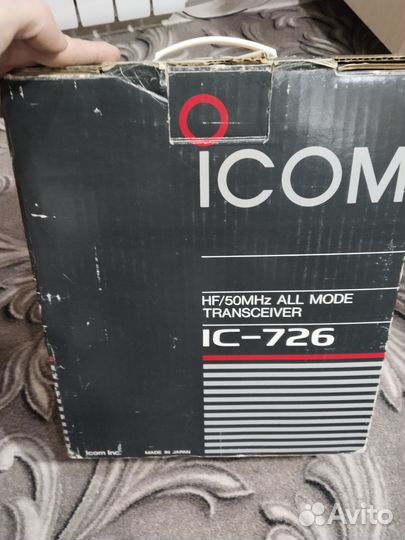 ICOM
HF/50MHz ALL MODE
TRANSCEIVER
IC-726
Icom Inc.
MADE IN JAPAN
Avito